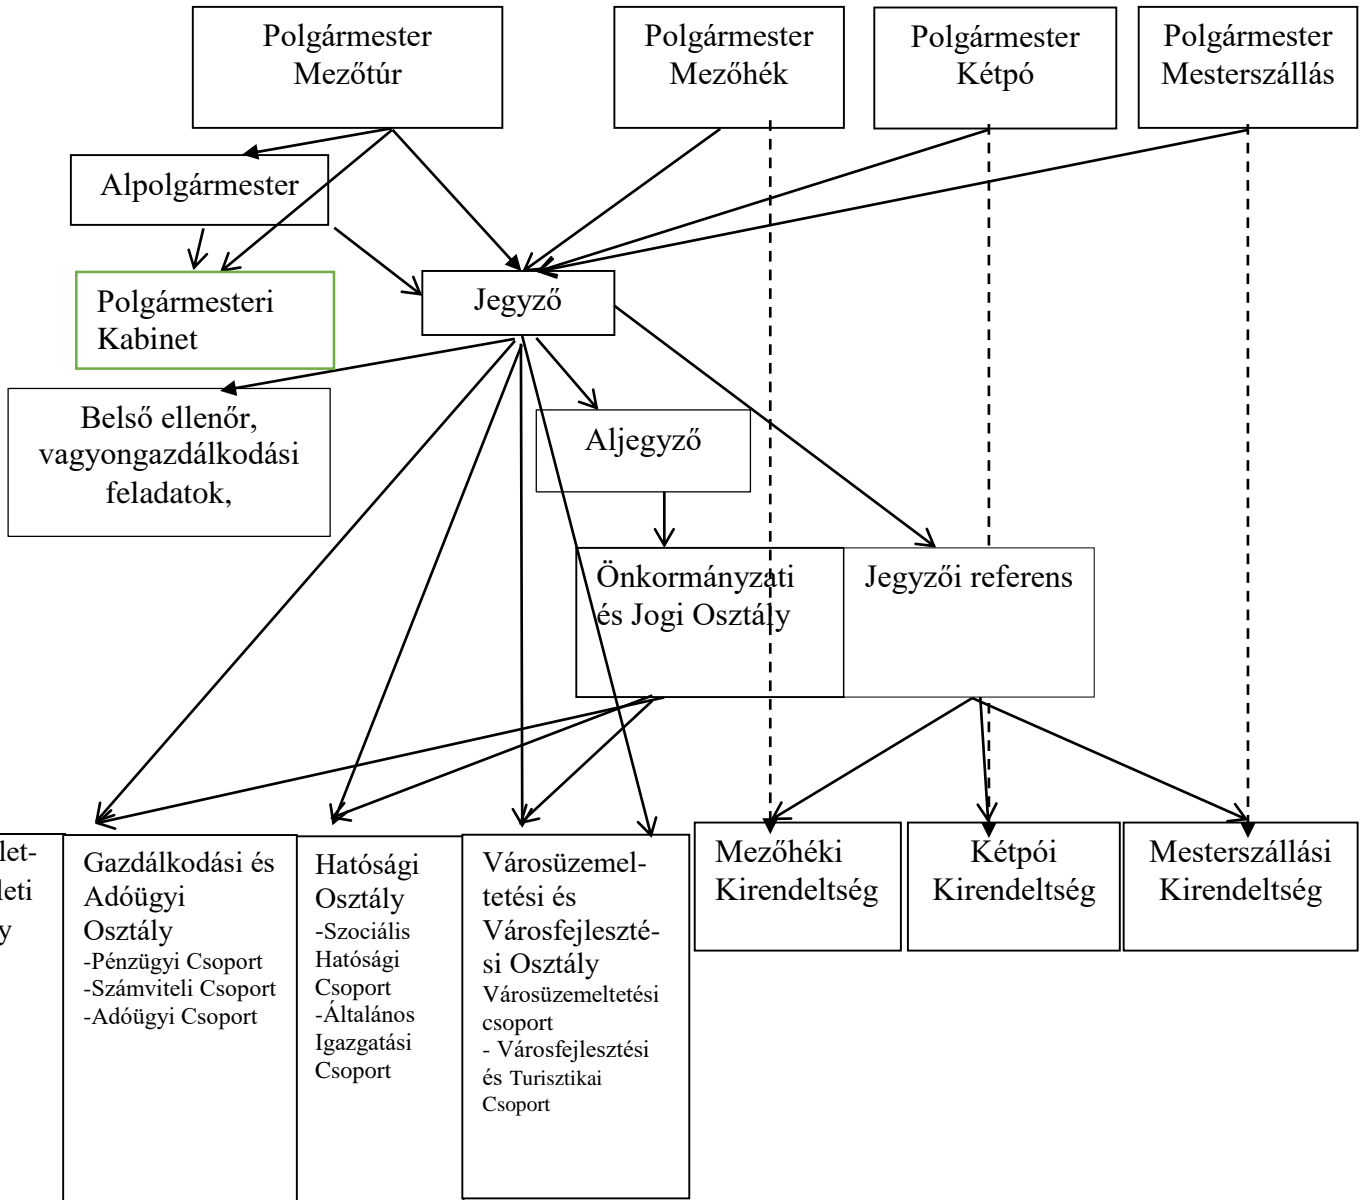 Polgármester
Mezőtúr
Polgármester
Mezőhék
Polgármester
Kétpó
Polgármester
Mesterszállás
Alpolgármester
Polgármesteri
Kabinet
Jegyző
Belső ellenőr,
vagyongazdálkodási
feladatok,
Aljegyző
Önkormányzati
és Jogi Osztály
Jegyzői referens
let-
leti
y
Gazdálkodási és
Adóügyi
Osztály
-Pénzügyi Csoport
-Számviteli Csoport
-Adóügyi Csoport
Hatósági
Osztály
-Szociális
Hatósági
Csoport
-Általános
Igazgatási
Csoport
Városüzemel-
tetési és
Városfejleszté-
si Osztály
Városüzemeltetési
csoport
- Városfejlesztési
és Turisztikai
Csoport
Mezőhéki
Kirendeltség
Kétpói
Kirendeltség
Mesterszállási
Kirendeltség